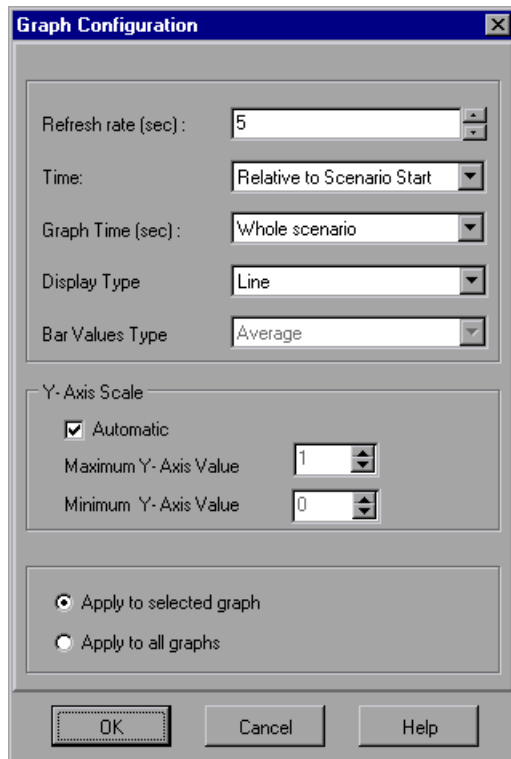 Graph Configuration
Refresh rate (sec) : 5
Time: Relative to Scenario Start
Graph Time (sec) : Whole scenario
Display Type Line
Bar Values Type Average
Y- Axis Scale
Automatic
Maximum Y- Axis Value 1
Minimum Y- Axis Value 0
Apply to selected graph
Apply to all graphs
OK Cancel Help